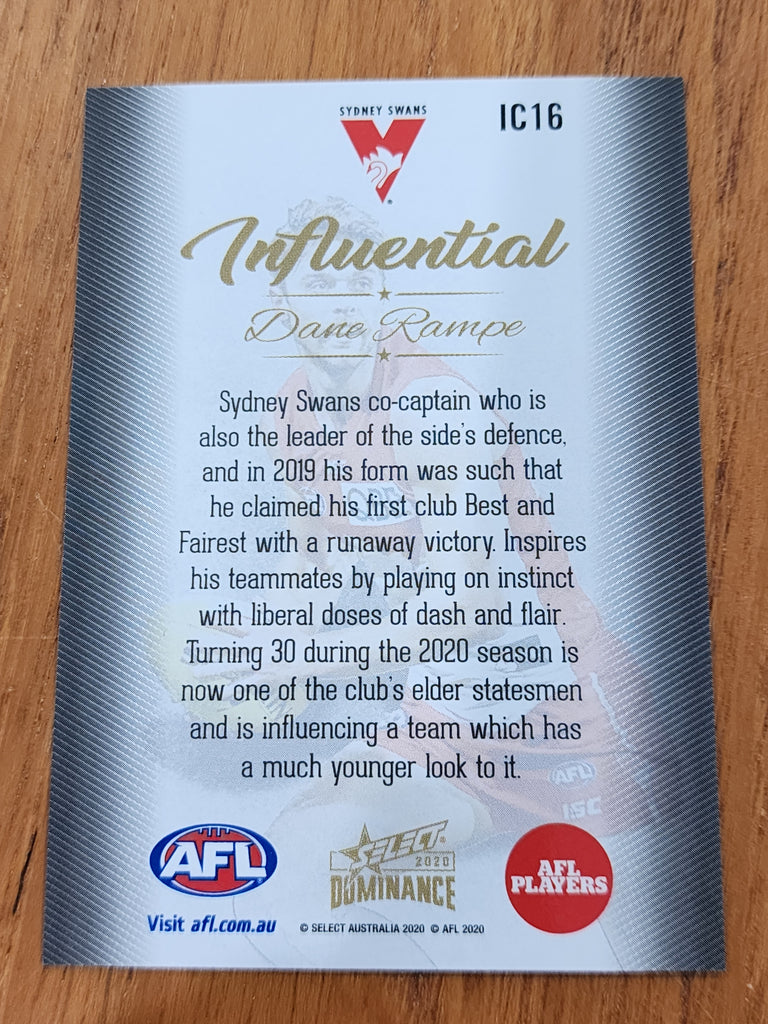 SYDNEY SWANS
IC16
Influential
Dane Rampe
Sydney Swans co-captain who is
also the leader of the side's defence,
and in 2019 his form was such that
he claimed his first club Best and
Fairest with a runaway victory. Inspires
his teammates by playing on instinct
with liberal doses of dash and flair.
Turning 30 during the 2020 season is
now one of the club's elder statesmen
and is influencing a team which has
a much younger look to it.
AFL
ISC
AFL
Visit afl.com.au
SELECT
2020
DOMINANCE
© SELECT AUSTRALIA 2020 © AFL 2020
AFL
PLAYERS